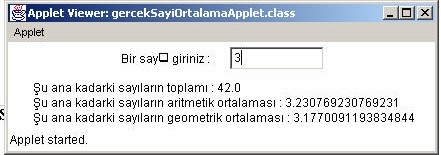 Applet Viewer: gercekSayiOrtalamaApplet.class
Applet
Bir say□ giriniz : 3
Şu ana kadarki sayıların toplamı : 42.0
Şu ana kadarki sayıların aritmetik ortalaması : 3.230769230769231
Şu ana kadarki sayıların geometrik ortalaması : 3.1770091193834844
Applet started.